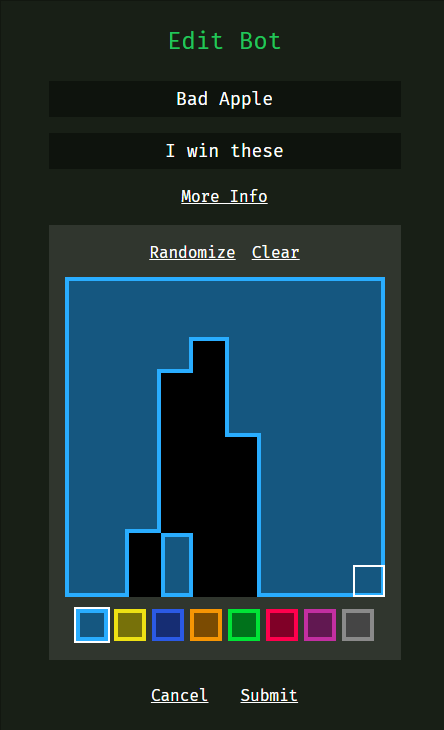 Edit Bot
Bad Apple
I win these
More Info
Randomize Clear
Cancel Submit